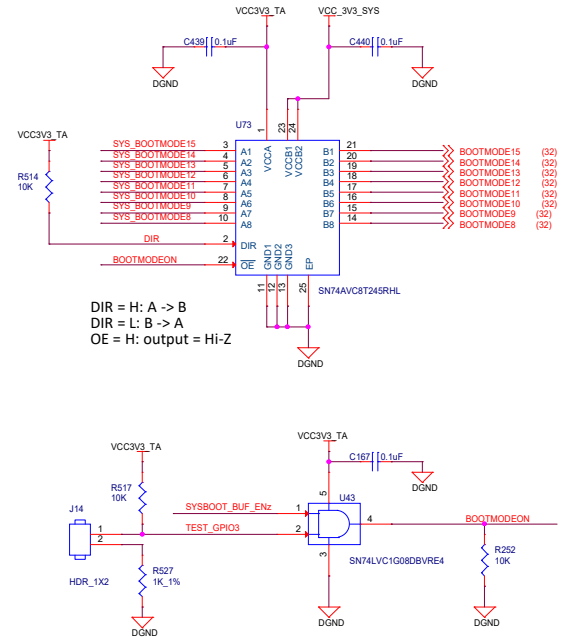 VCC3V3_TA
VCC_3V3_SYS
C439
0.1uF
C440
0.1uF
DGND
DGND
U73
VCC3V3_TA
R514
10K
1
23
24
VCCA
VCCB1
VCCB2
SYS_BOOTMODE15
3
A1
B1
21
BOOTMODE15
(32)
SYS_BOOTMODE14
4
A2
B2
20
BOOTMODE14
(32)
SYS_BOOTMODE13
5
A3
B3
19
BOOTMODE13
(32)
SYS_BOOTMODE12
6
A4
B4
18
BOOTMODE12
(32)
SYS_BOOTMODE11
7
A5
B5
17
BOOTMODE11
(32)
SYS_BOOTMODE10
8
A6
B6
16
BOOTMODE10
(32)
SYS_BOOTMODE9
9
A7
B7
15
BOOTMODE9
(32)
SYS_BOOTMODE8
10
A8
B8
14
BOOTMODE8
(32)
DIR
2
DIR
BOOTMODEON
22
OE
GND1
GND2
GND3
EP
11
12
13
25
SN74AVC8T245RHL
DIR = H: A -> B
DIR = L: B -> A
OE = H: output = Hi-Z
DGND
VCC3V3_TA
VCC3V3_TA
C167
0.1uF
DGND
R517
10K
J14
1
2
HDR_1X2
SYSBOOT_BUF_ENz
1
TEST_GPIO3
2
5
U43
4
3
BOOTMODEON
SN74LVC1G08DBVRE4
R527
1K_1%
R252
10K
DGND
DGND
DGND